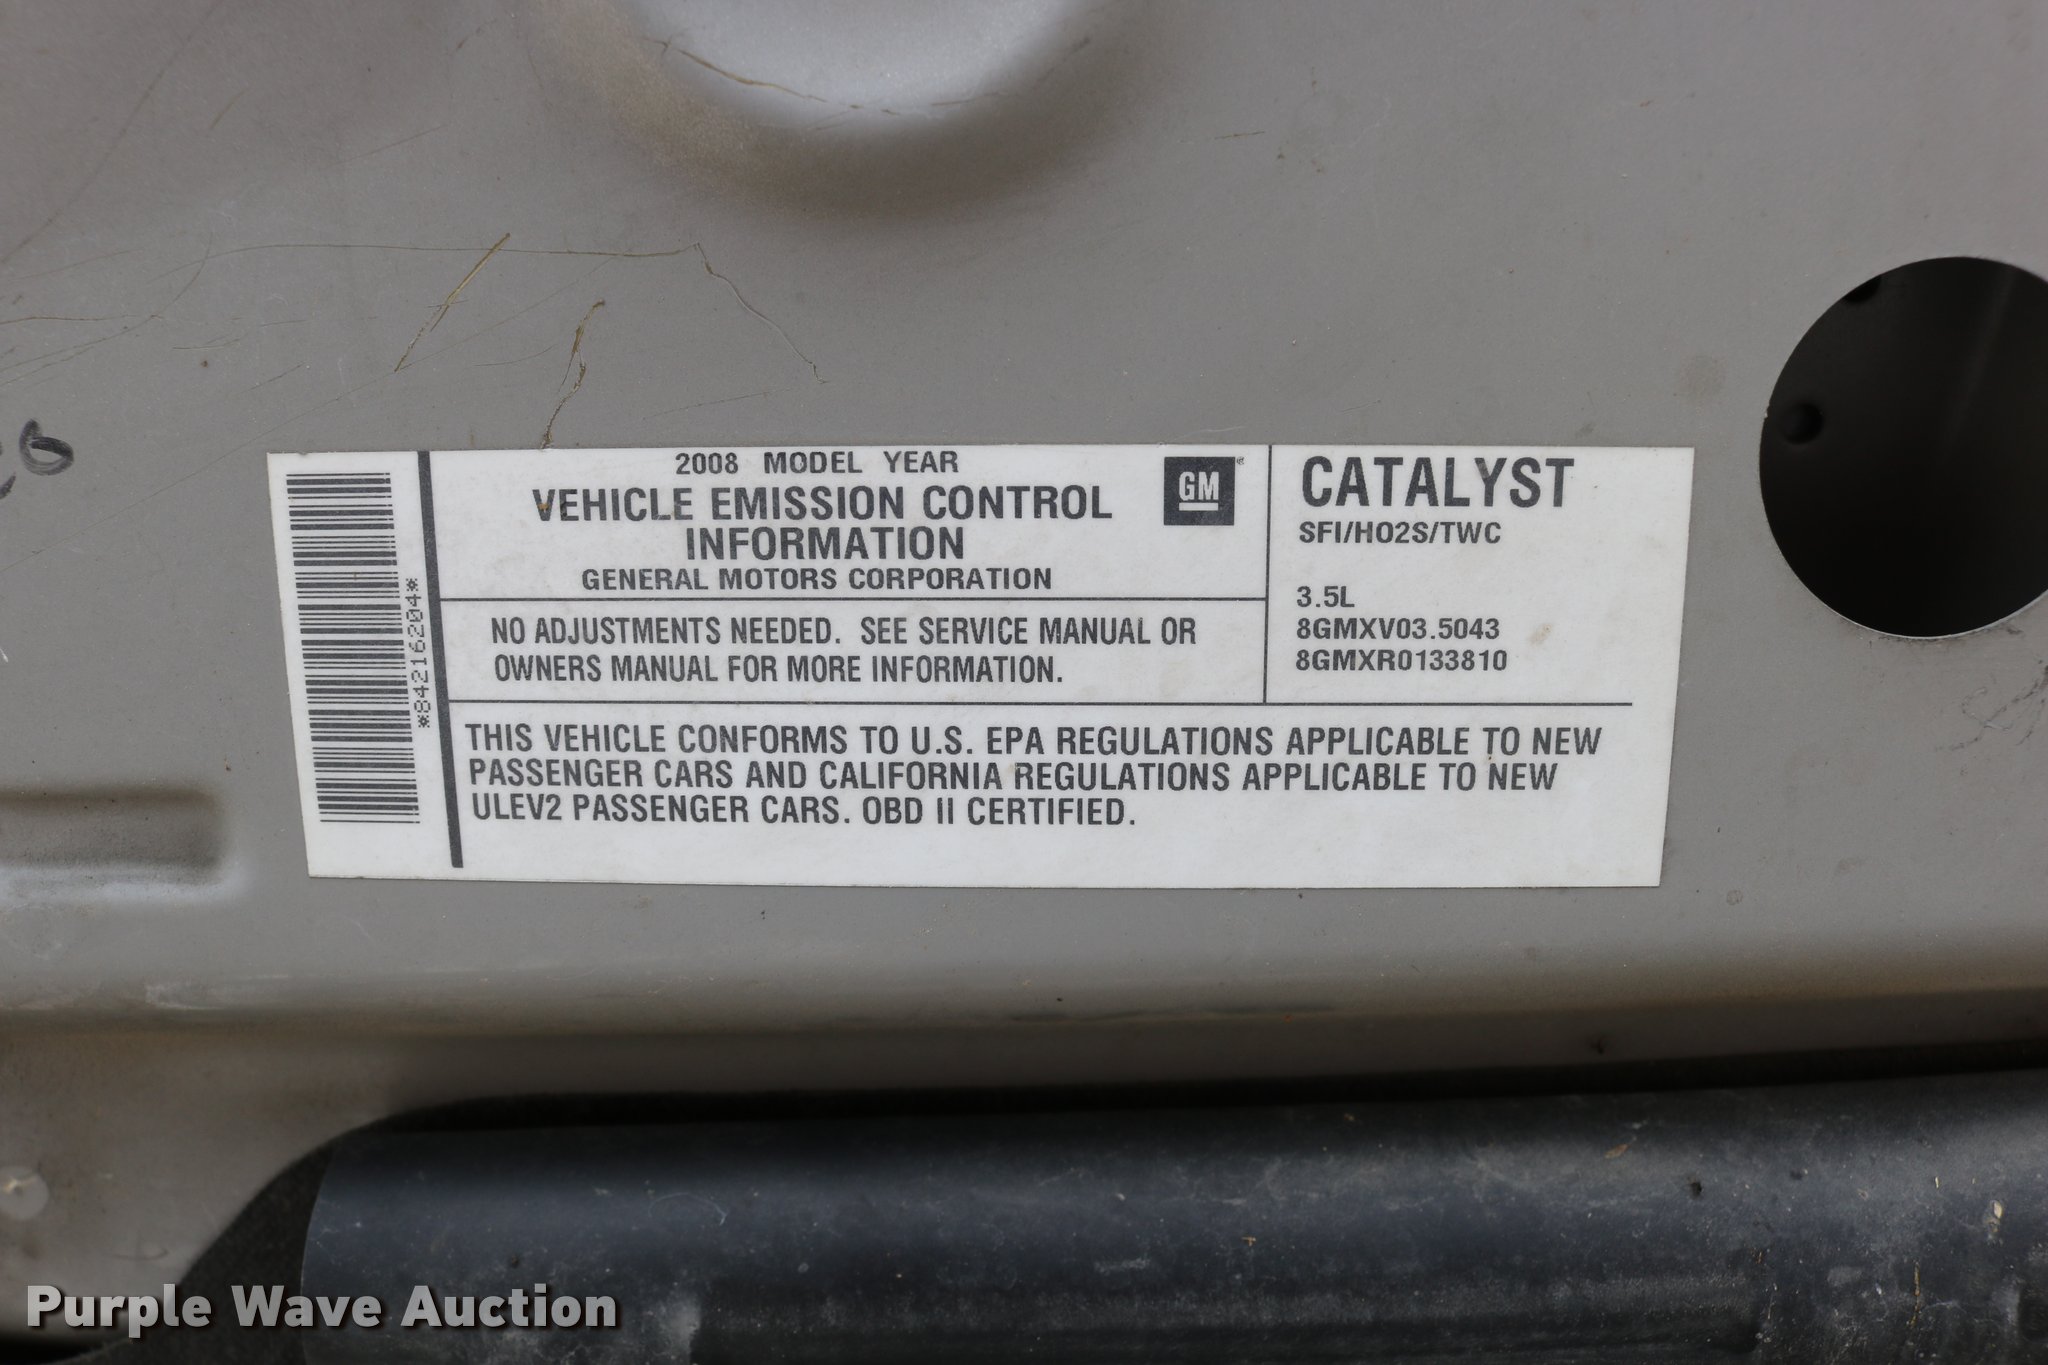 *84216204*
2008 MODEL YEAR
VEHICLE EMISSION CONTROL
INFORMATION
GENERAL MOTORS CORPORATION
GM
NO ADJUSTMENTS NEEDED. SEE SERVICE MANUAL OR
OWNERS MANUAL FOR MORE INFORMATION.
CATALYST
SFI/HO2S/TWC
3.5L
8GMXV03.5043
8GMXR0133810
THIS VEHICLE CONFORMS TO U.S. EPA REGULATIONS APPLICABLE TO NEW
PASSENGER CARS AND CALIFORNIA REGULATIONS APPLICABLE TO NEW
ULEV2 PASSENGER CARS. OBD II CERTIFIED.
Purple Wave Auction